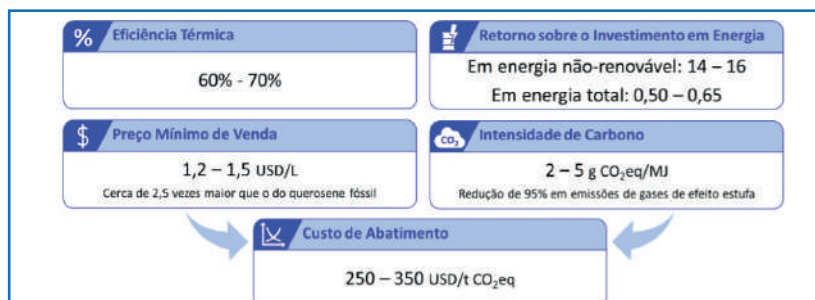 % Eficiência Térmica
60% - 70%
Retorno sobre o Investimento em Energia
Em energia não-renovável: 14 – 16
Em energia total: 0,50 – 0,65
$ Preço Mínimo de Venda
1,2 – 1,5 USD/L
Cerca de 2,5 vezes maior que o do querosene fóssil
CO₂ Intensidade de Carbono
2 – 5 g CO₂eq/MJ
Redução de 95% em emissões de gases de efeito estufa
Custo de Abatimento
250 – 350 USD/t CO₂eq